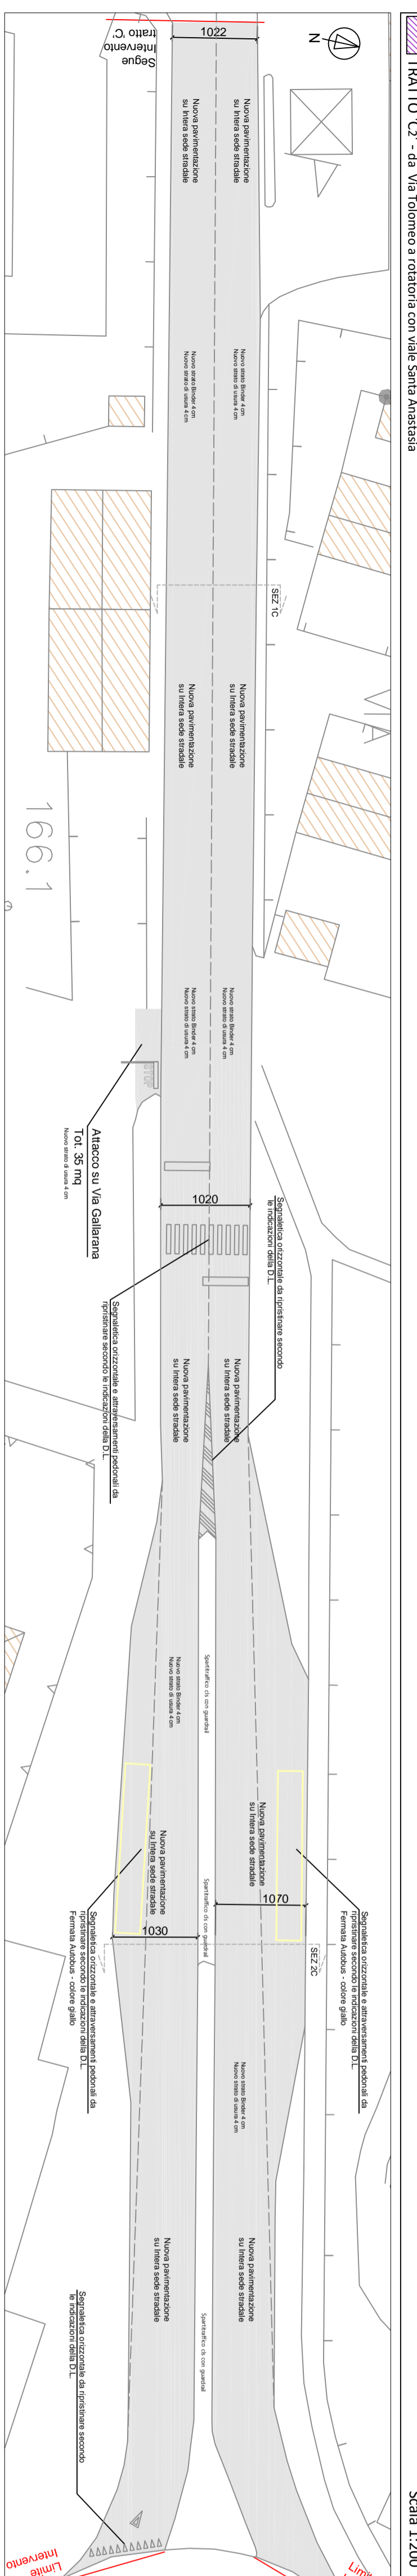 TRATTO 'C2' - da Via Tolomeo a rotatoria con viale Santa Anastasia
N
Segue
Intervento
tratto 'C'
1022
Nuova pavimentazione
su Intera sede stradale
Nuova pavimentazione
su Intera sede stradale
Nuovo strato Binder 4 cm
Nuovo strato di usura 4 cm
Nuovo strato Binder 4 cm
Nuovo strato di usura 4 cm
SEZ 1C
Nuova pavimentazione
su Intera sede stradale
Nuova pavimentazione
su Intera sede stradale
166.1
Nuovo strato Binder 4 cm
Nuovo strato di usura 4 cm
Nuovo strato Binder 4 cm
Nuovo strato di usura 4 cm
STOP
Attacco su Via Gallarana
Tot. 35 mq
Nuovo strato di usura 4 cm
1020
Segnaletica orizzontale da ripristinare secondo
le indicazioni della D.L.
Segnaletica orizzontale e attraversamenti pedonali da
ripristinare secondo le indicazioni della D.L.
Nuova pavimentazione
su Intera sede stradale
Nuova pavimentazione
su Intera sede stradale
Spartitraffico cls con guardrail
Nuovo strato Binder 4 cm
Nuovo strato di usura 4 cm
Nuova pavimentazione
su Intera sede stradale
Nuova pavimentazione
su Intera sede stradale
Spartitraffico cls con guardrail
1070
1030
Segnaletica orizzontale e attraversamenti pedonali da
ripristinare secondo le indicazioni della D.L.
Fermata Autobus - colore giallo
Segnaletica orizzontale e attraversamenti pedonali da
ripristinare secondo le indicazioni della D.L.
Fermata Autobus - colore giallo
SEZ 2C
Nuovo strato Binder 4 cm
Nuovo strato di usura 4 cm
Nuova pavimentazione
su Intera sede stradale
Nuova pavimentazione
su Intera sede stradale
Spartitraffico cls con guardrail
Segnaletica orizzontale da ripristinare secondo
le indicazioni della D.L.
Limite
Intervento
Scala 1:200